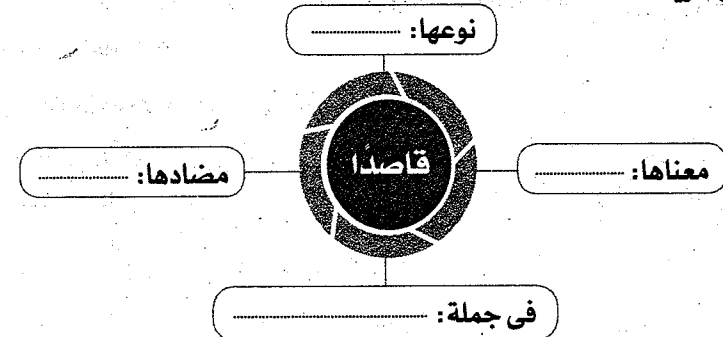 نوعها: ................
قاصدًا
معناها: ................
مضادها: ................
فى جملة: ................................